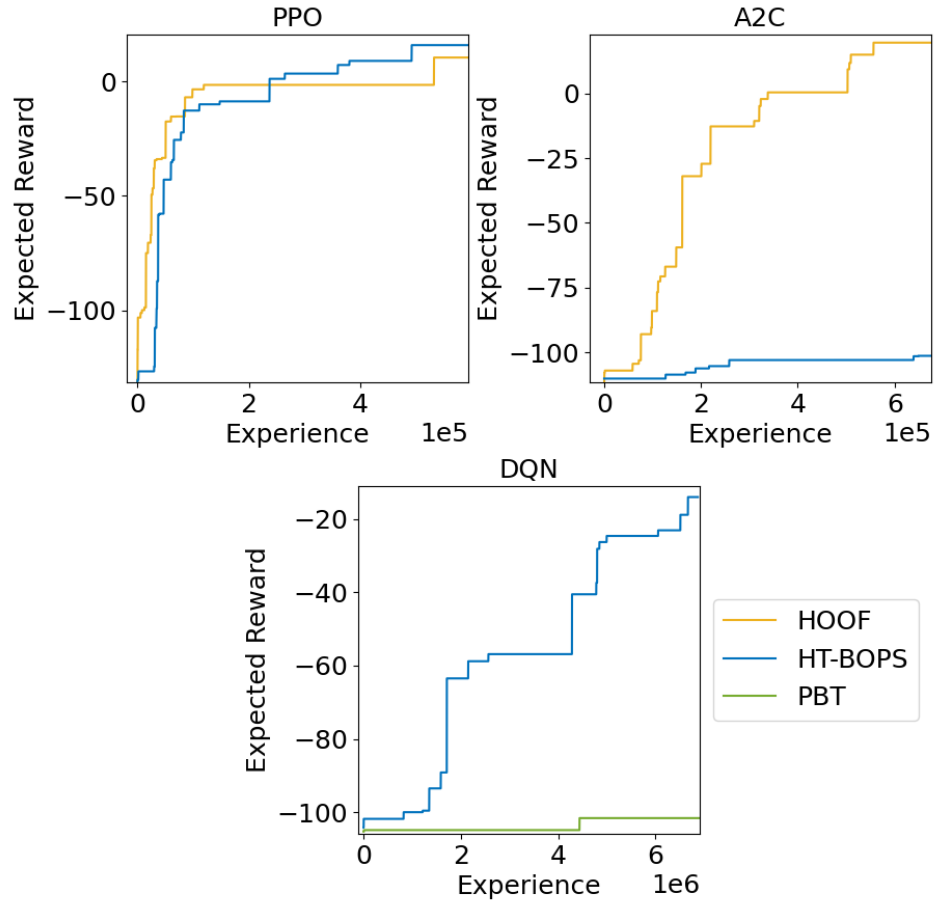 PPO
0
−50
−100
Expected Reward
0
2
4
1e5
Experience
A2C
0
−25
−50
−75
−100
Expected Reward
0
2
4
6
1e5
Experience
DQN
−20
−40
−60
−80
−100
Expected Reward
0
2
4
6
1e6
Experience
HOOF
HT-BOPS
PBT